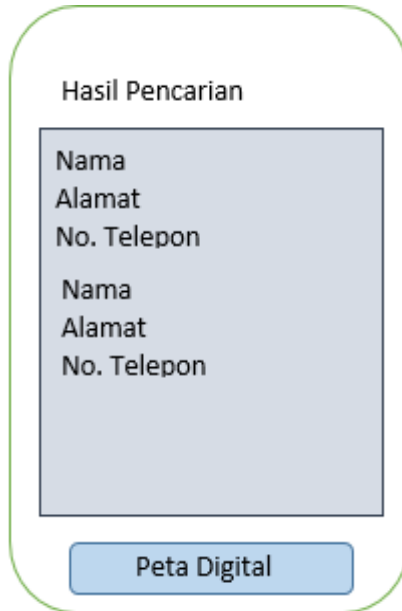 Hasil Pencarian
Nama
Alamat
No. Telepon
Nama
Alamat
No. Telepon
Peta Digital